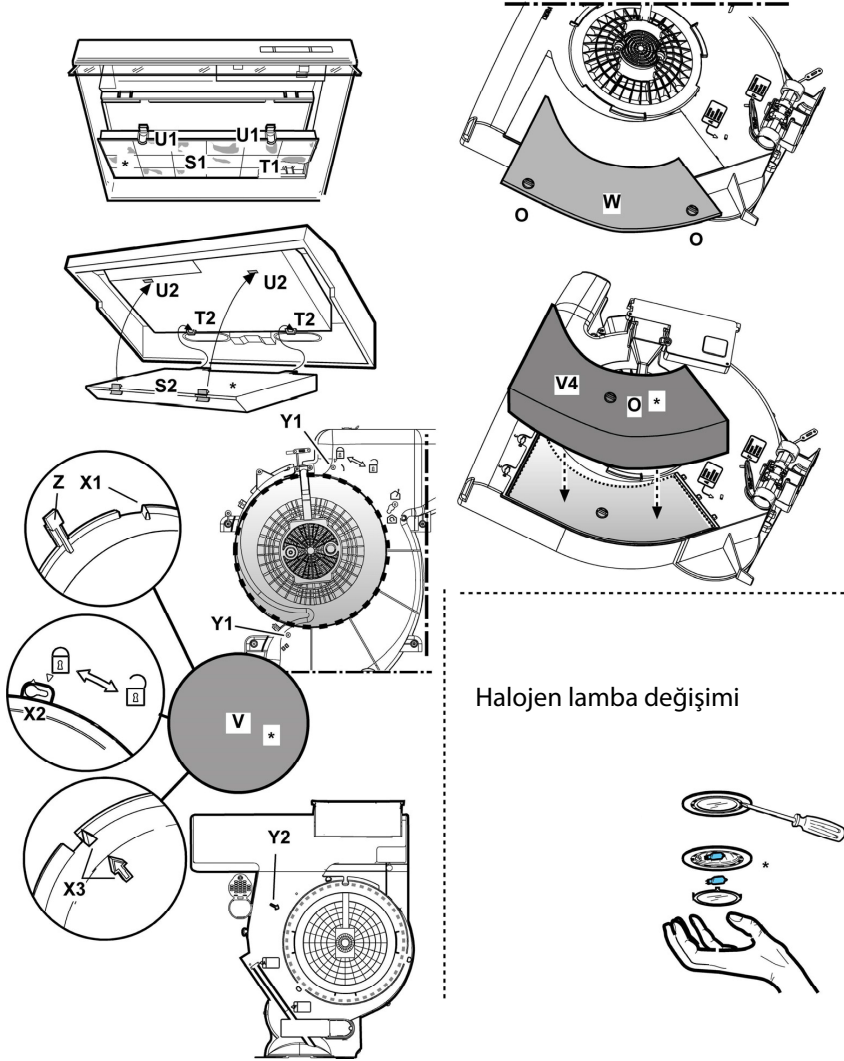 U1
U1
*
S1
T1
U2
U2
T2
T2
S2
*
Y1
Z
X1
Y1
X2
V
*
X3
Y2
W
O
O
V4
O
*
Halojen lamba değişimi
*